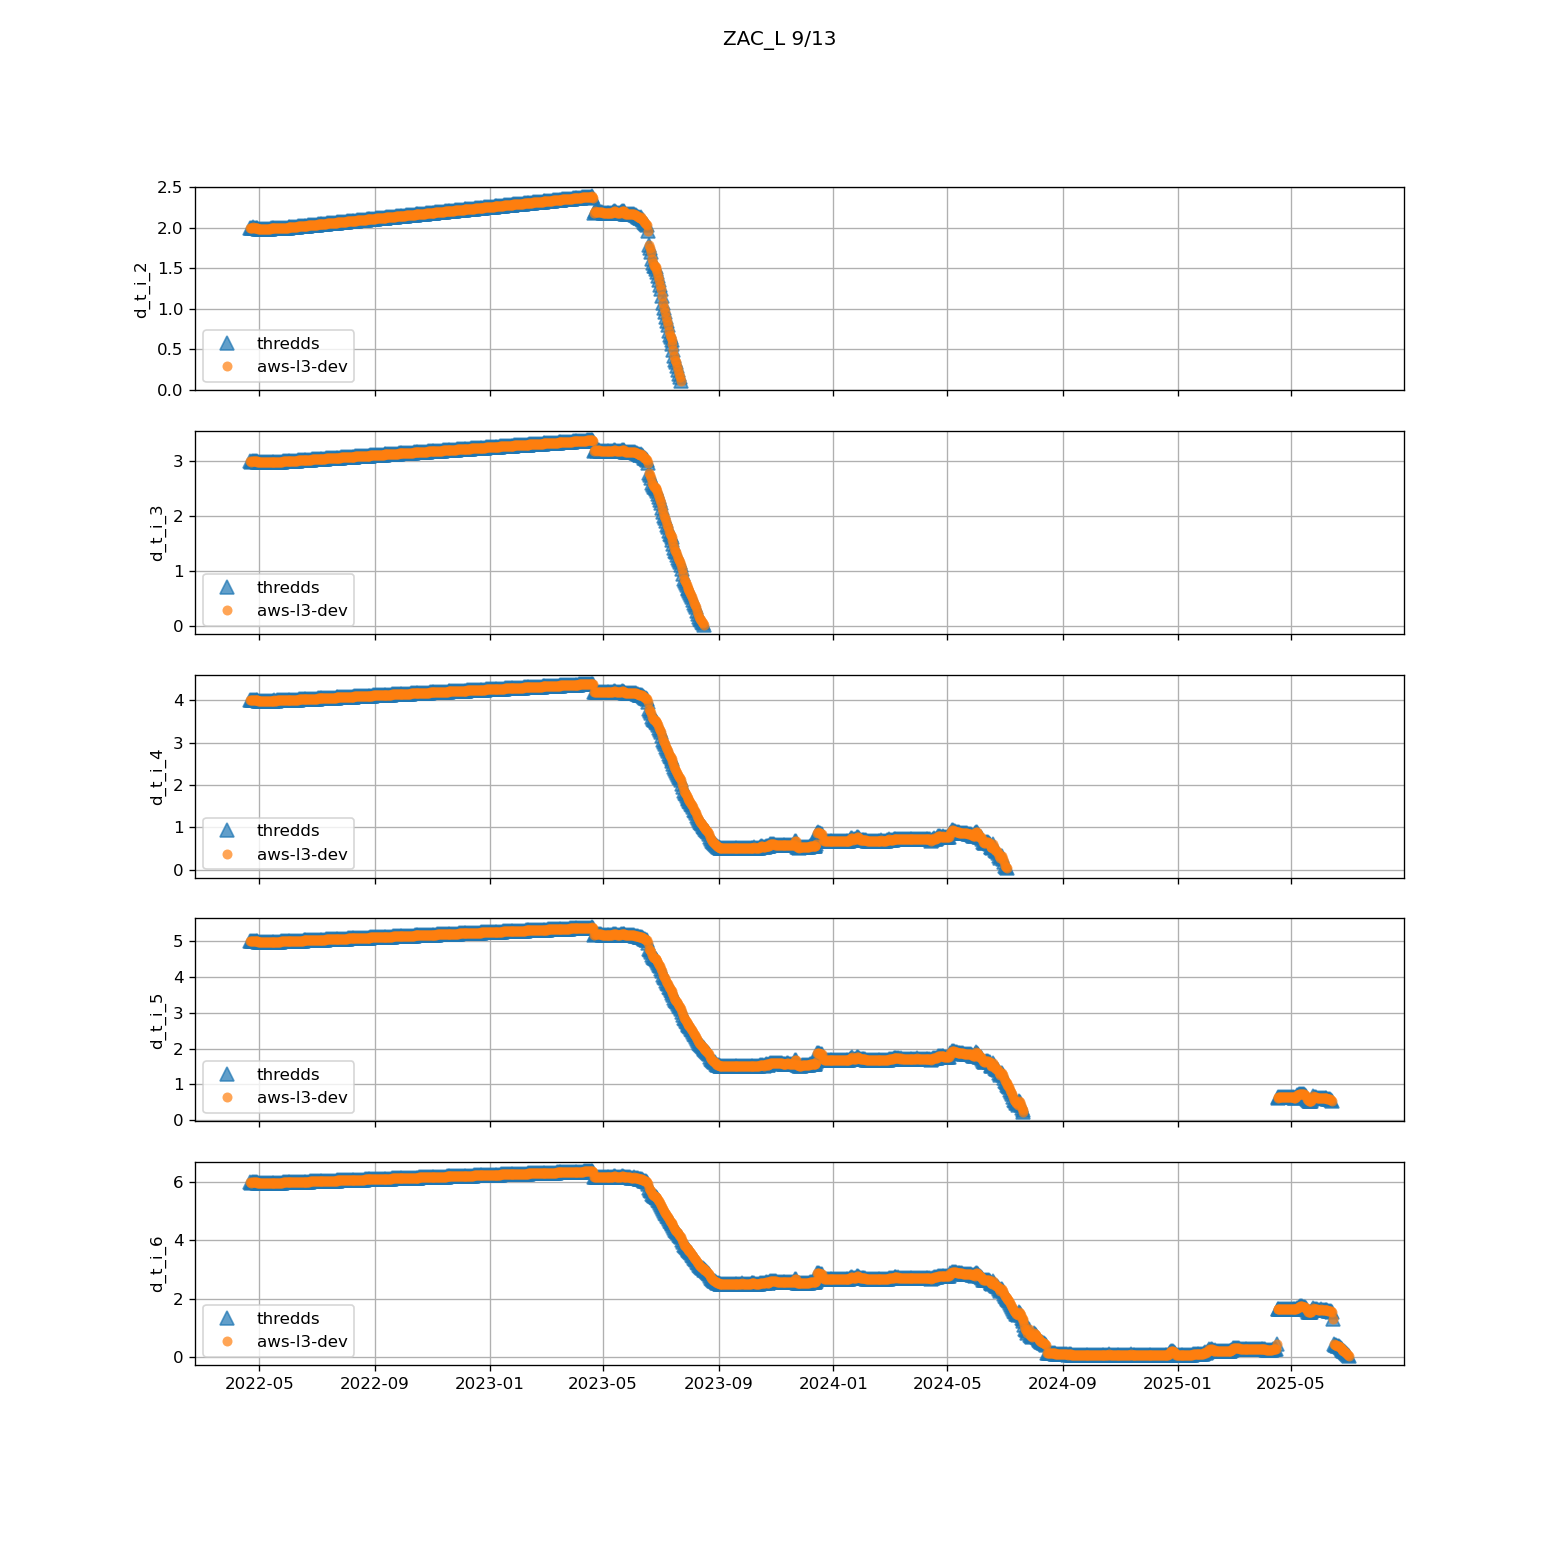 ZAC_L 9/13
d_t_i_2
2.5
2.0
1.5
1.0
0.5
0.0
thredds
aws-l3-dev
d_t_i_3
3
2
1
0
thredds
aws-l3-dev
d_t_i_4
4
3
2
1
0
thredds
aws-l3-dev
d_t_i_5
5
4
3
2
1
0
thredds
aws-l3-dev
d_t_i_6
6
4
2
0
thredds
aws-l3-dev
2022-05 2022-09 2023-01 2023-05 2023-09 2024-01 2024-05 2024-09 2025-01 2025-05